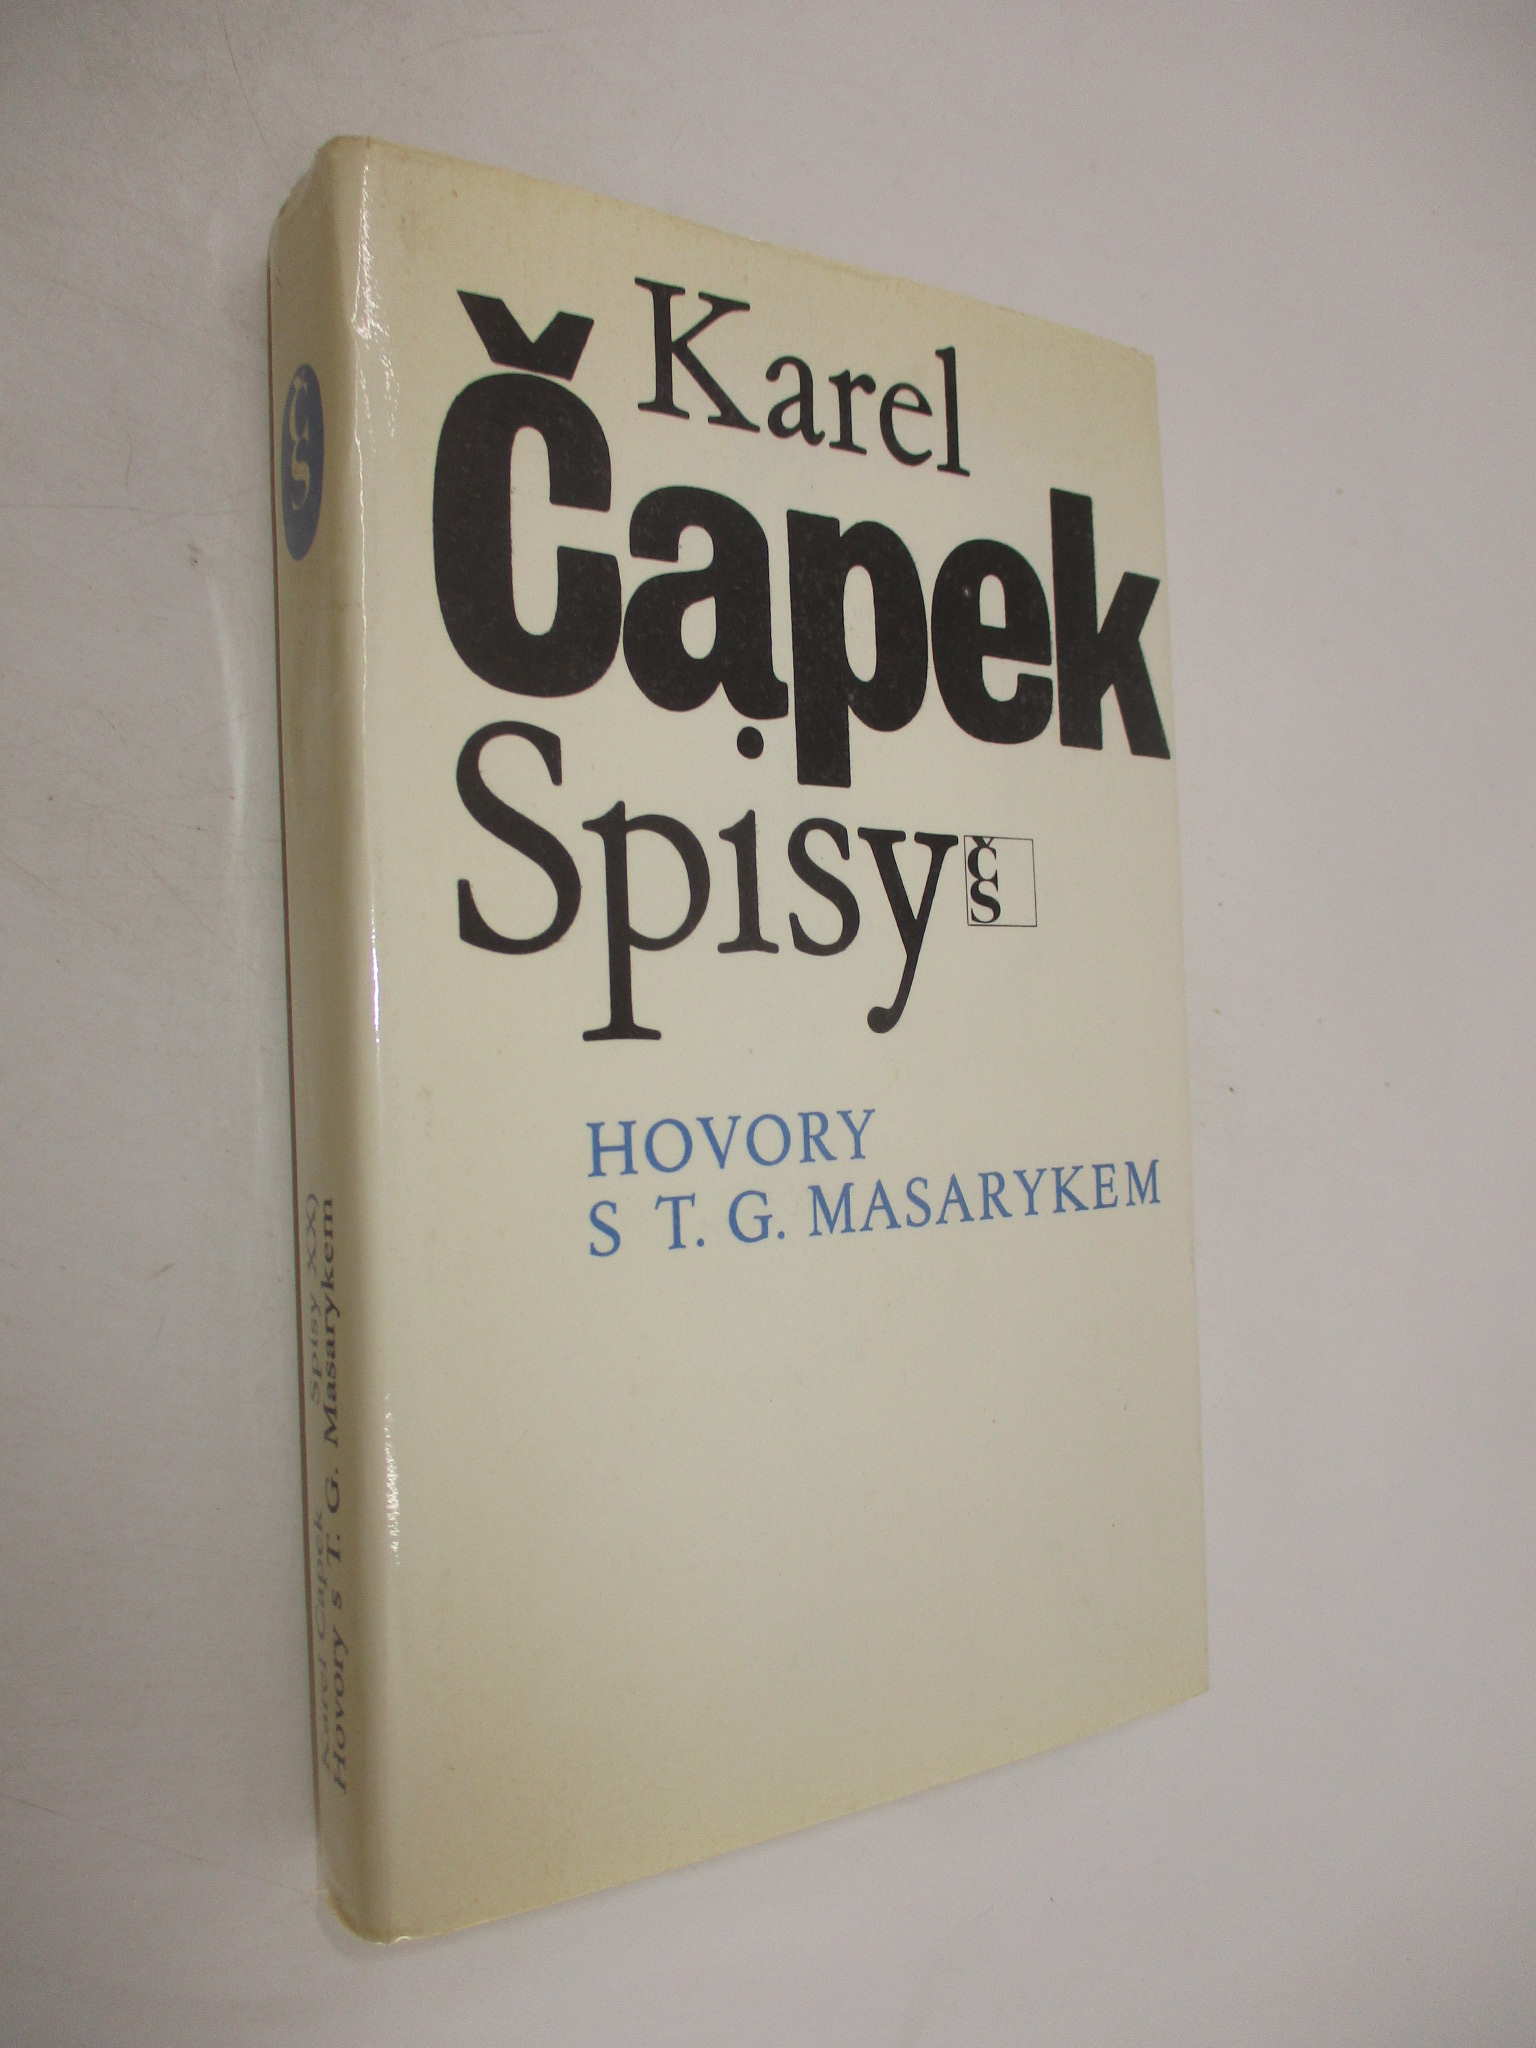 Karel
Čapek
Spisy
ČS
HOVORY
S T. G. MASARYKEM
ČS
Karel Čapek Spisy XX
Hovory s T. G. Masarykem